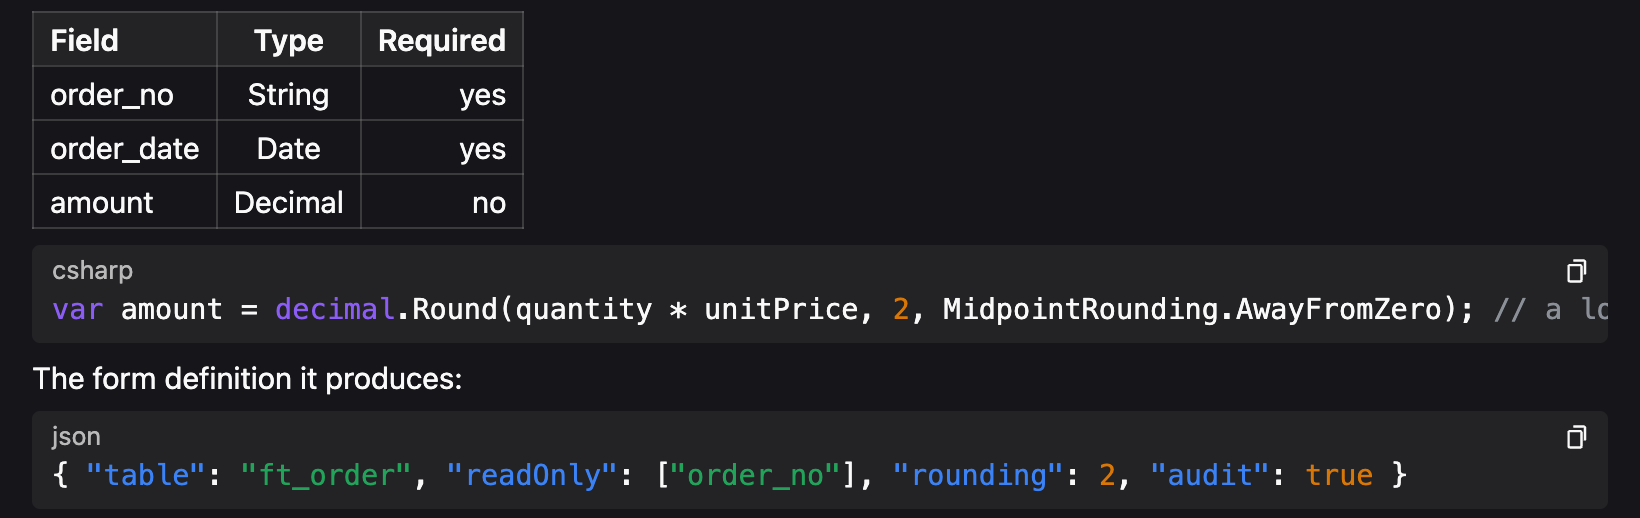 Field Type Required
order_no String yes
order_date Date yes
amount Decimal no
csharp
var amount = decimal.Round(quantity * unitPrice, 2, MidpointRounding.AwayFromZero); // a
The form definition it produces:
json
{ "table": "ft_order", "readOnly": ["order_no"], "rounding": 2, "audit": true }